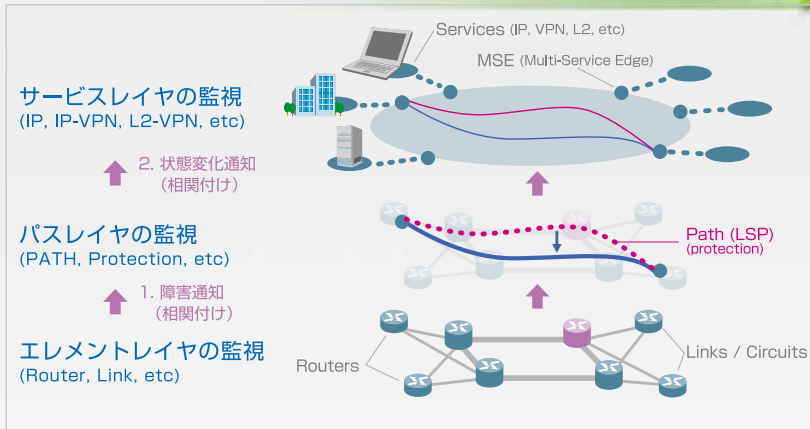 Services (IP, VPN, L2, etc)
MSE (Multi-Service Edge)
サービスレイヤの監視
(IP, IP-VPN, L2-VPN, etc)
2. 状態変化通知
（相関付け）
パスレイヤの監視
(PATH, Protection, etc)
Path (LSP)
(protection)
1. 障害通知
（相関付け）
エレメントレイヤの監視
(Router, Link, etc)
Routers
Links / Circuits